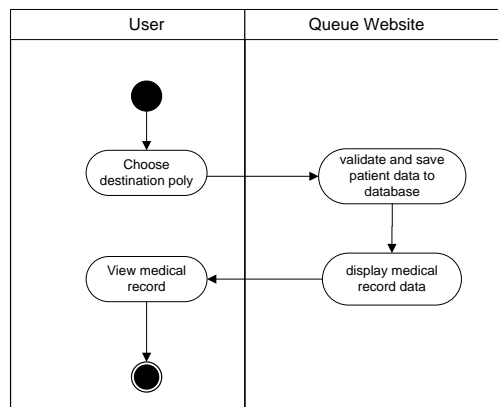 User
Queue Website
Choose
destination poly
validate and save
patient data to
database
View medical
record
display medical
record data